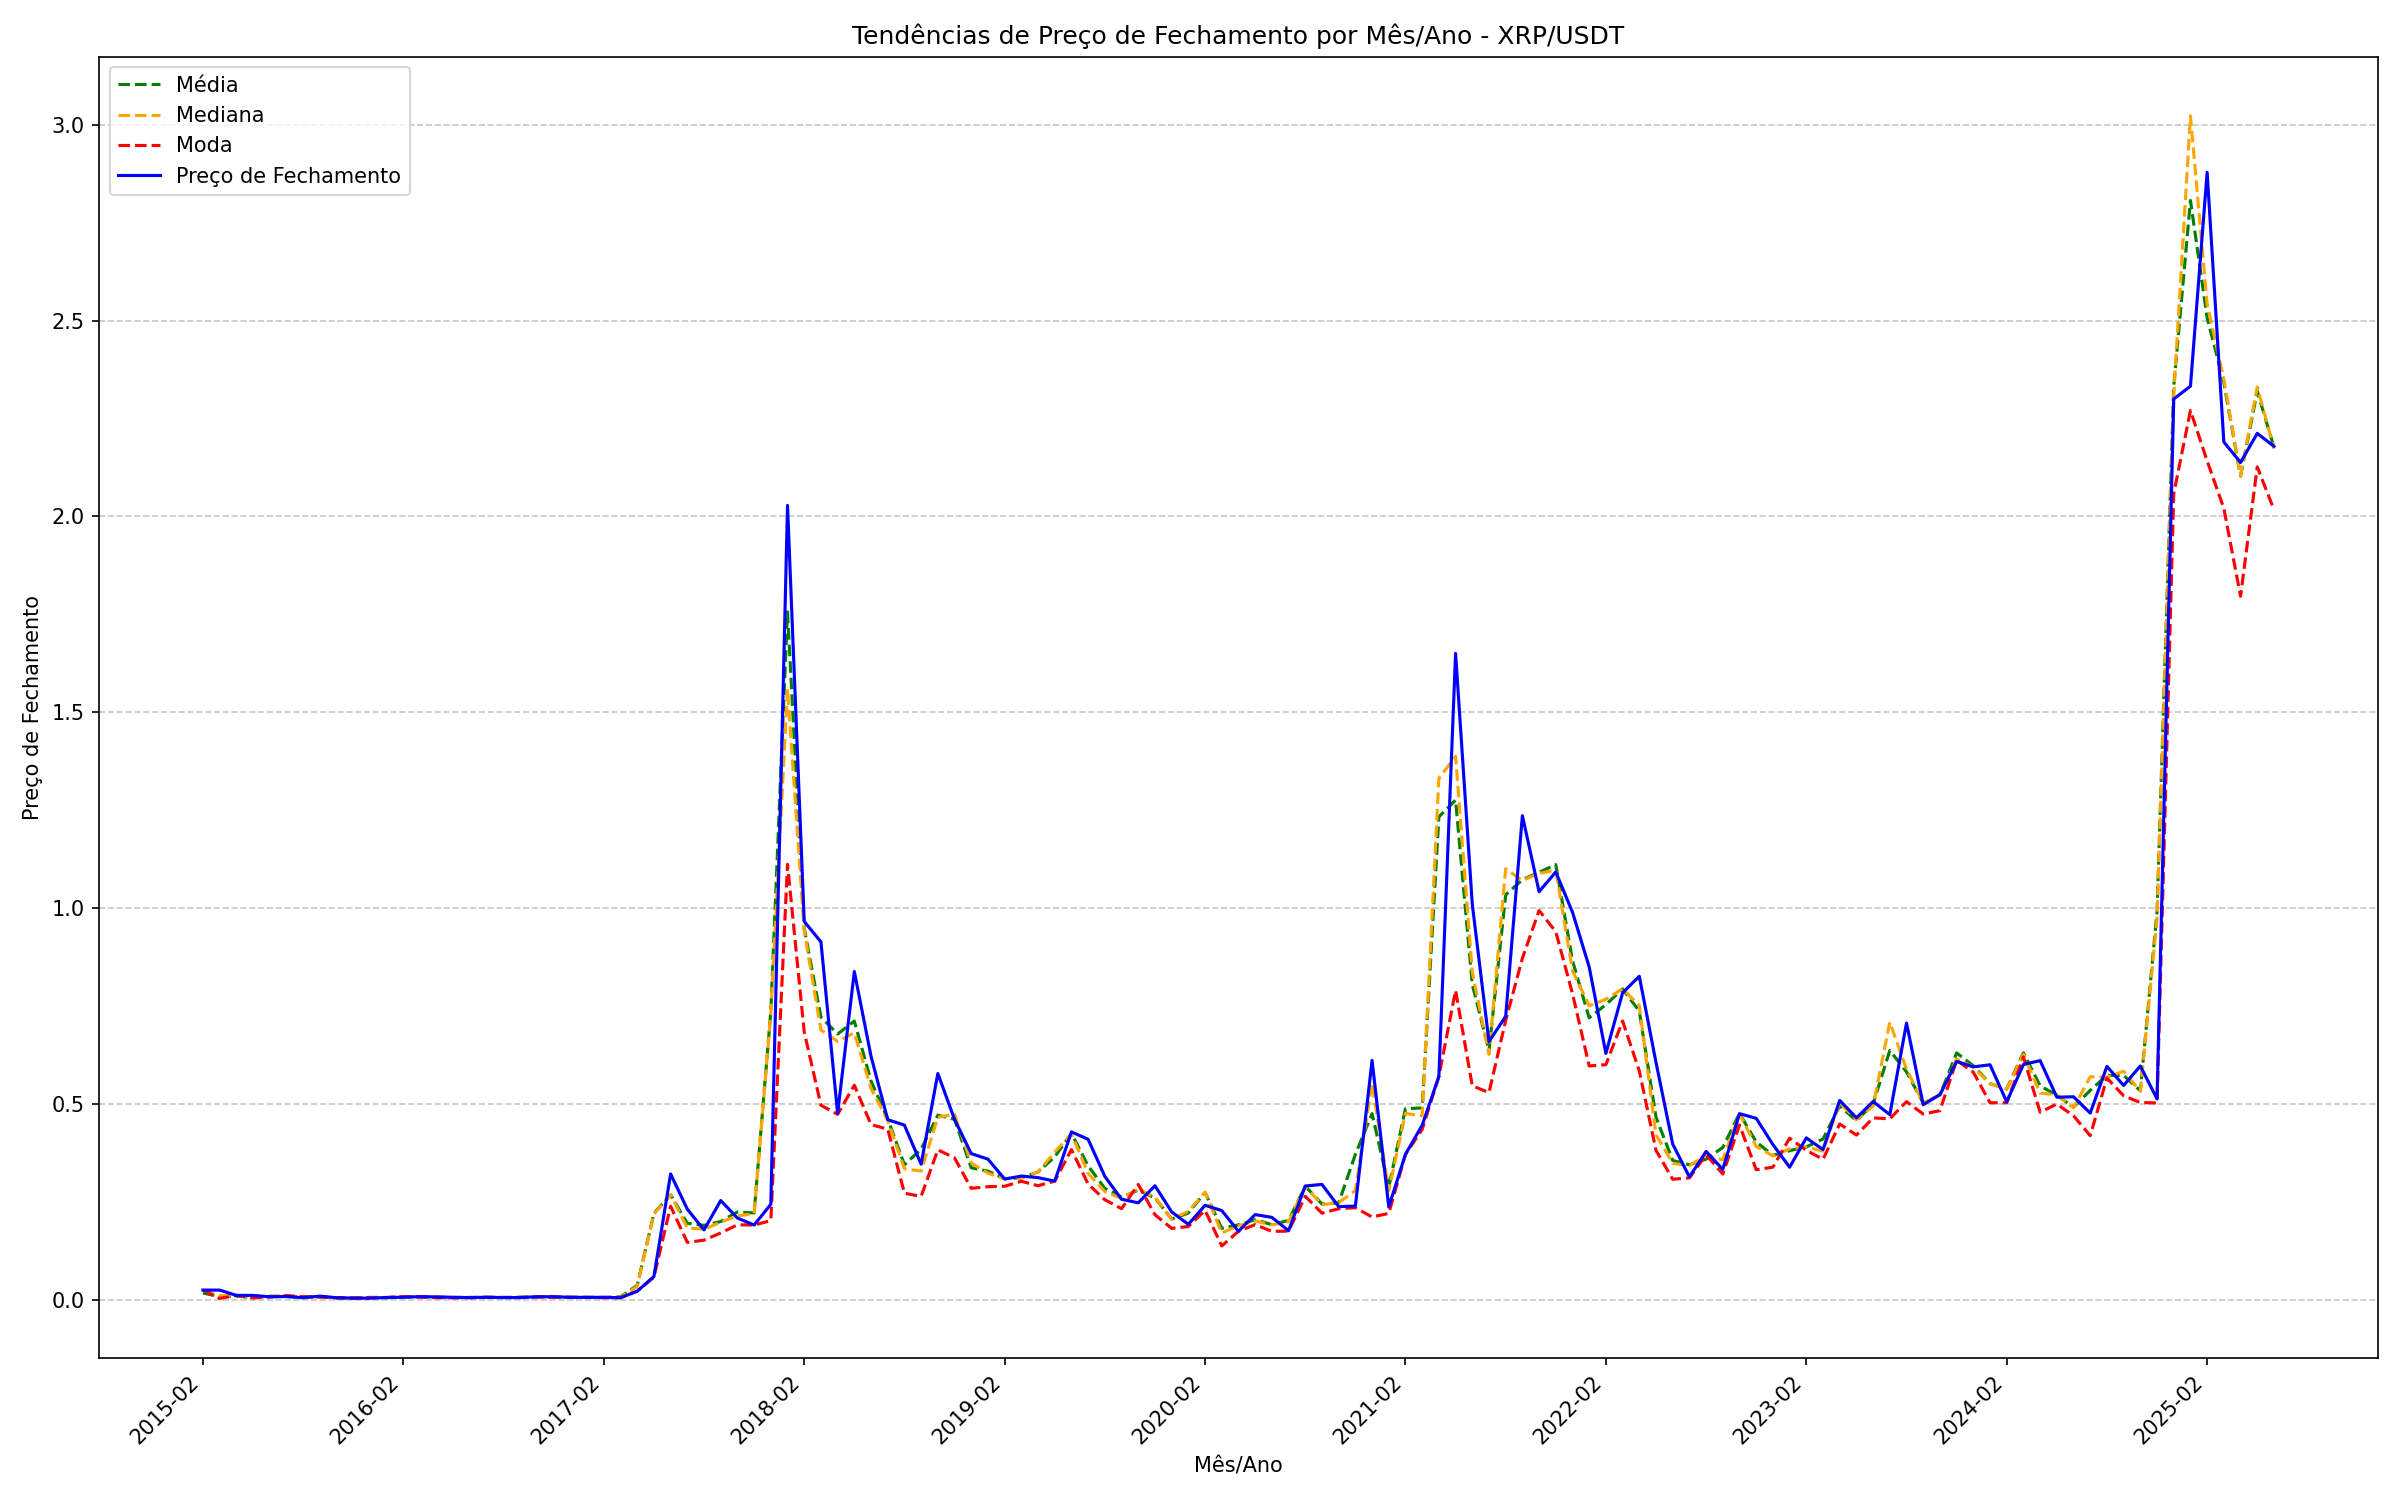 Tendências de Preço de Fechamento por Mês/Ano - XRP/USDT
Média
Mediana
Moda
Preço de Fechamento
Preço de Fechamento
3.0
2.5
2.0
1.5
1.0
0.5
0.0
2015-02
2016-02
2017-02
2018-02
2019-02
2020-02
2021-02
2022-02
2023-02
2024-02
2025-02
Mês/Ano